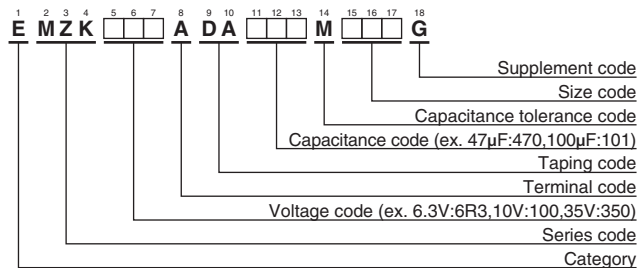 1 2 3 4 5 6 7 8 9 10 11 12 13 14 15 16 17 18
E MZK A DA M G
Supplement code
Size code
Capacitance tolerance code
Capacitance code (ex. 47µF:470,100µF:101)
Taping code
Terminal code
Voltage code (ex. 6.3V:6R3,10V:100,35V:350)
Series code
Category